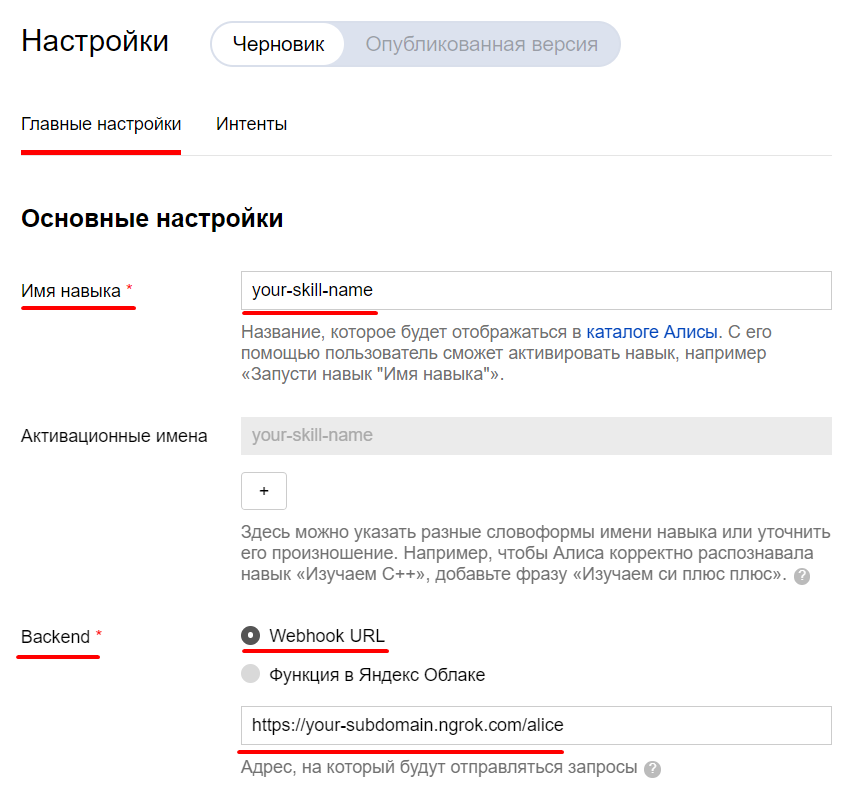 Настройки
Черновик
Опубликованная версия
Главные настройки
Интенты
Основные настройки
Имя навыка *
your-skill-name
Название, которое будет отображаться в каталоге Алисы. С его
помощью пользователь сможет активировать навык, например
«Запусти навык "Имя навыка"».
Активационные имена
your-skill-name
+
Здесь можно указать разные словоформы имени навыка или уточнить
его произношение. Например, чтобы Алиса корректно распознавала
навык «Изучаем C++», добавьте фразу «Изучаем си плюс плюс». ?
Backend *
Webhook URL
Функция в Яндекс Облаке
https://your-subdomain.ngrok.com/alice
Адрес, на который будут отправляться запросы ?